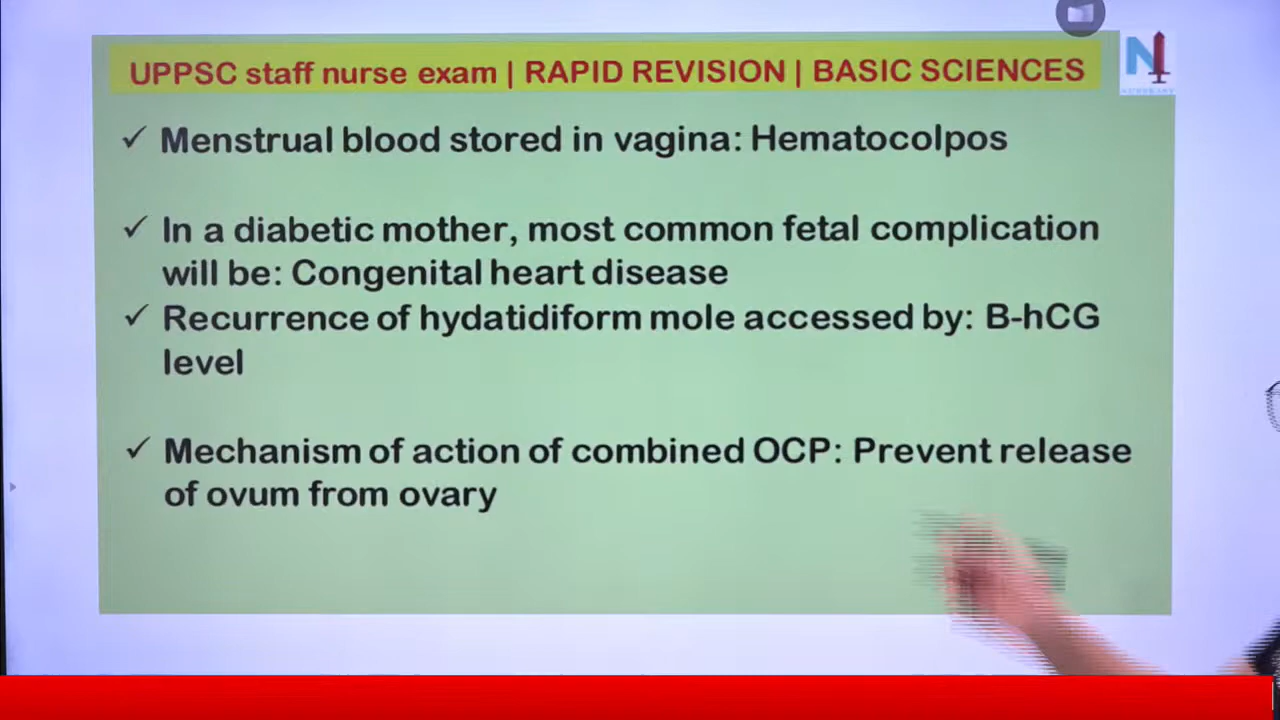 UPPSC staff nurse exam | RAPID REVISION | BASIC SCIENCES
✓ Menstrual blood stored in vagina: Hematocolpos
✓ In a diabetic mother, most common fetal complication
will be: Congenital heart disease
✓ Recurrence of hydatidiform mole accessed by: B-hCG
level
✓ Mechanism of action of combined OCP: Prevent release
of ovum from ovary